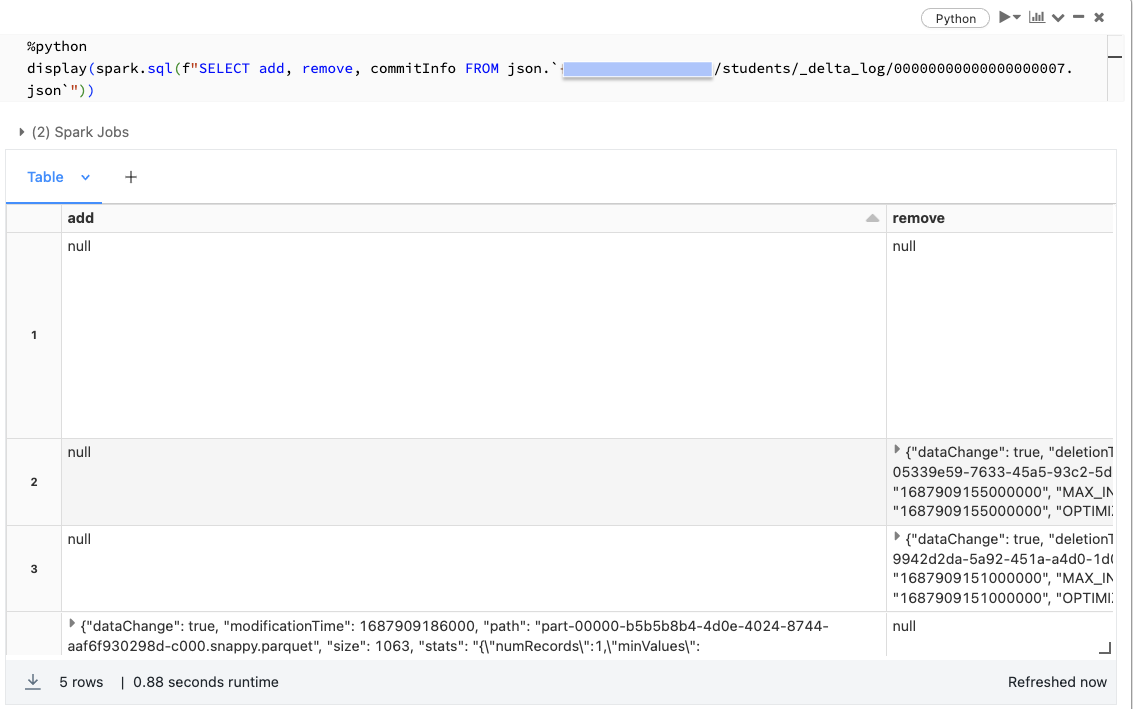 Python
%python
display(spark.sql(f"SELECT add, remove, commitInfo FROM json.`{/students/_delta_log/00000000000000000007.
json`"))
(2) Spark Jobs
Table
add remove
1 null null
2 null {"dataChange": true, "deletionT
05339e59-7633-45a5-93c2-5d
"1687909155000000", "MAX_IN
"1687909155000000", "OPTIMIZ
3 null {"dataChange": true, "deletionT
9942d2da-5a92-451a-a4d0-1d0
"1687909151000000", "MAX_IN
"1687909151000000", "OPTIMIZ
{"dataChange": true, "modificationTime": 1687909186000, "path": "part-00000-b5b5b8b4-4d0e-4024-8744- null
aaf6f930298d-c000.snappy.parquet", "size": 1063, "stats": "{\"numRecords\":1,\"minValues\":
5 rows | 0.88 seconds runtime Refreshed now